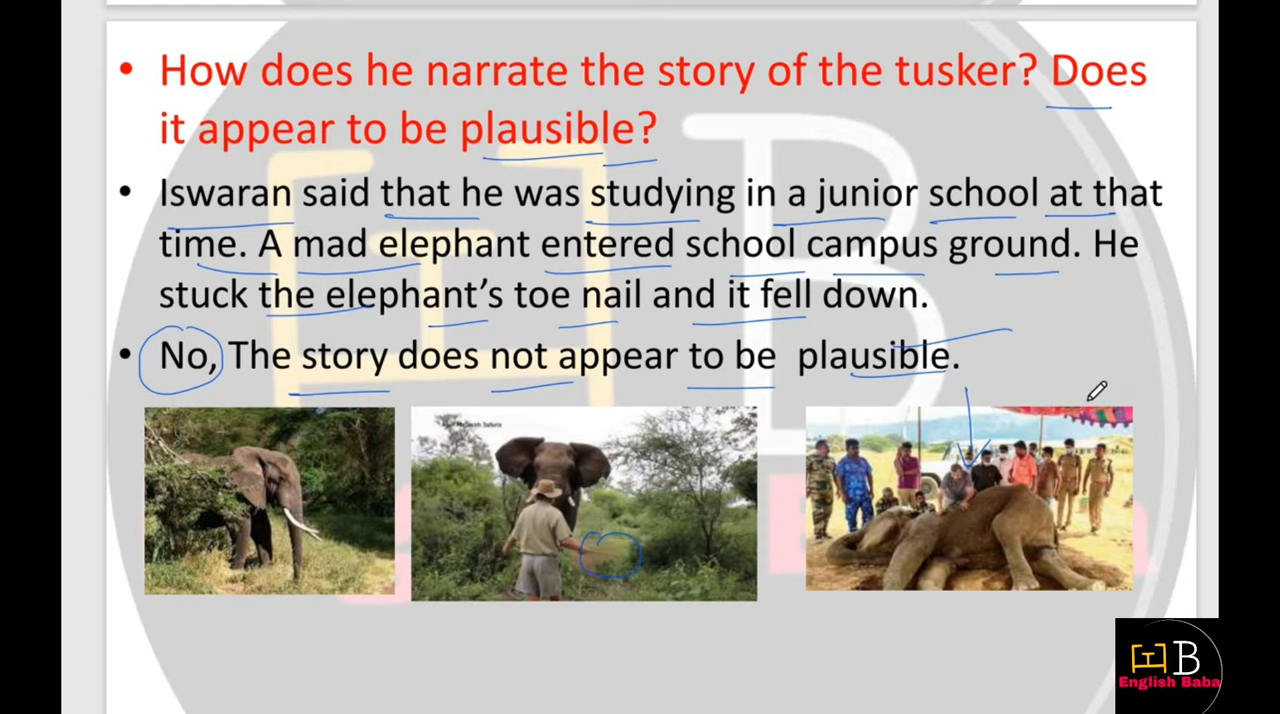 • How does he narrate the story of the tusker? Does
it appear to be plausible?
• Iswaran said that he was studying in a junior school at that
time. A mad elephant entered school campus ground. He
stuck the elephant's toe nail and it fell down.
• No, The story does not appear to be plausible.
B
English Baba